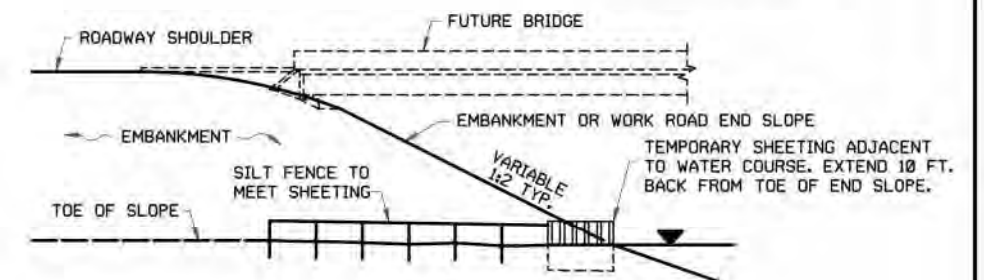 FUTURE BRIDGE
ROADWAY SHOULDER
EMBANKMENT
EMBANKMENT OR WORK ROAD END SLOPE
VARIABLE
1:2 TYP.
TEMPORARY SHEETING ADJACENT
TO WATER COURSE. EXTEND 10 FT.
BACK FROM TOE OF END SLOPE.
SILT FENCE TO
MEET SHEETING
TOE OF SLOPE